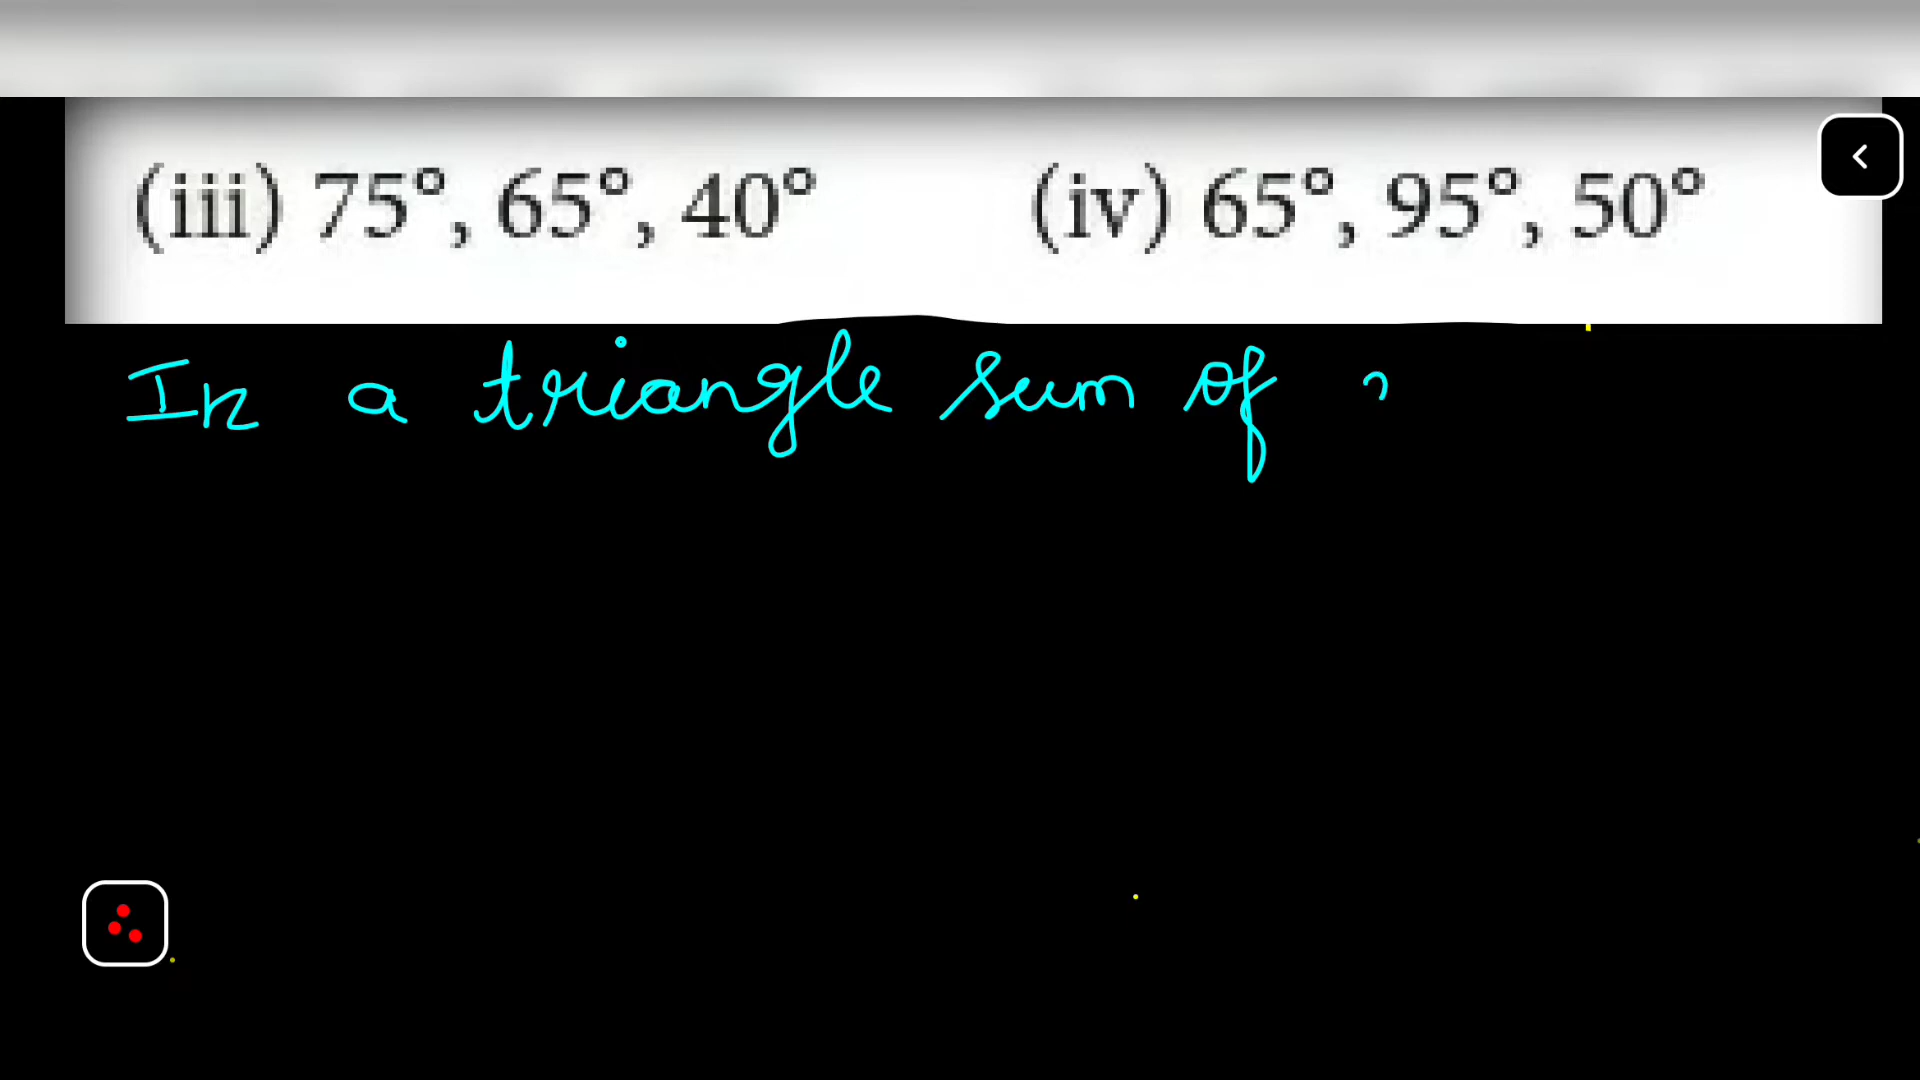 (iii) 75°, 65°, 40° (iv) 65°, 95°, 50°
In a triangle sum of